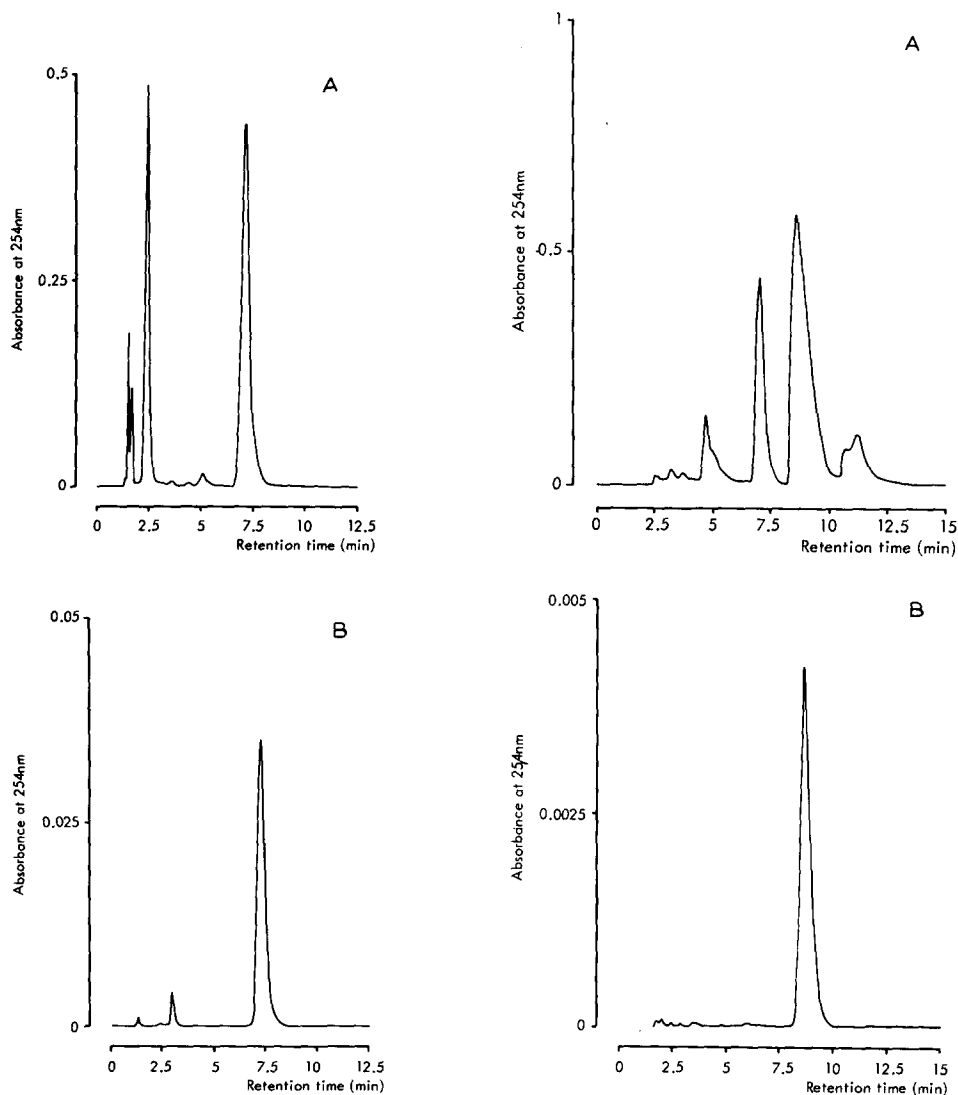 A
0.5
0.25
0
Absorbance at 254nm
0 2.5 5 7.5 10 12.5
Retention time (min)
A
1
0.5
0
Absorbance at 254nm
0 2.5 5 7.5 10 12.5 15
Retention time (min)
B
0.05
0.025
0
Absorbance at 254nm
0 2.5 5 7.5 10 12.5
Retention time (min)
B
0.005
0.0025
0
Absorbance at 254nm
0 2.5 5 7.5 10 12.5 15
Retention time (min)